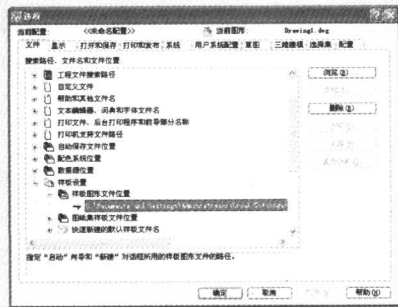 选项
当前配置: <<未命名配置>> 当前图形: Drawing1.dwg
文件 显示 打开和保存 打印和发布 系统 用户系统配置 草图 三维建模 选择集 配置
搜索路径、文件名和文件位置:
工程文件搜索路径
自定义文件
帮助和其他文件名
文本编辑器、词典和字体文件名
打印文件、后台打印程序和前导部分名称
打印机支持文件路径
自动保存文件位置
配色系统位置
数据源位置
样板设置
样板图形文件位置
图纸集样板文件位置
快速新建的默认样板文件名
浏览(B)...
删除(R)
指定“启动”向导和“新建”对话框所用的样板图形文件的路径。
确定 取消 帮助(H)